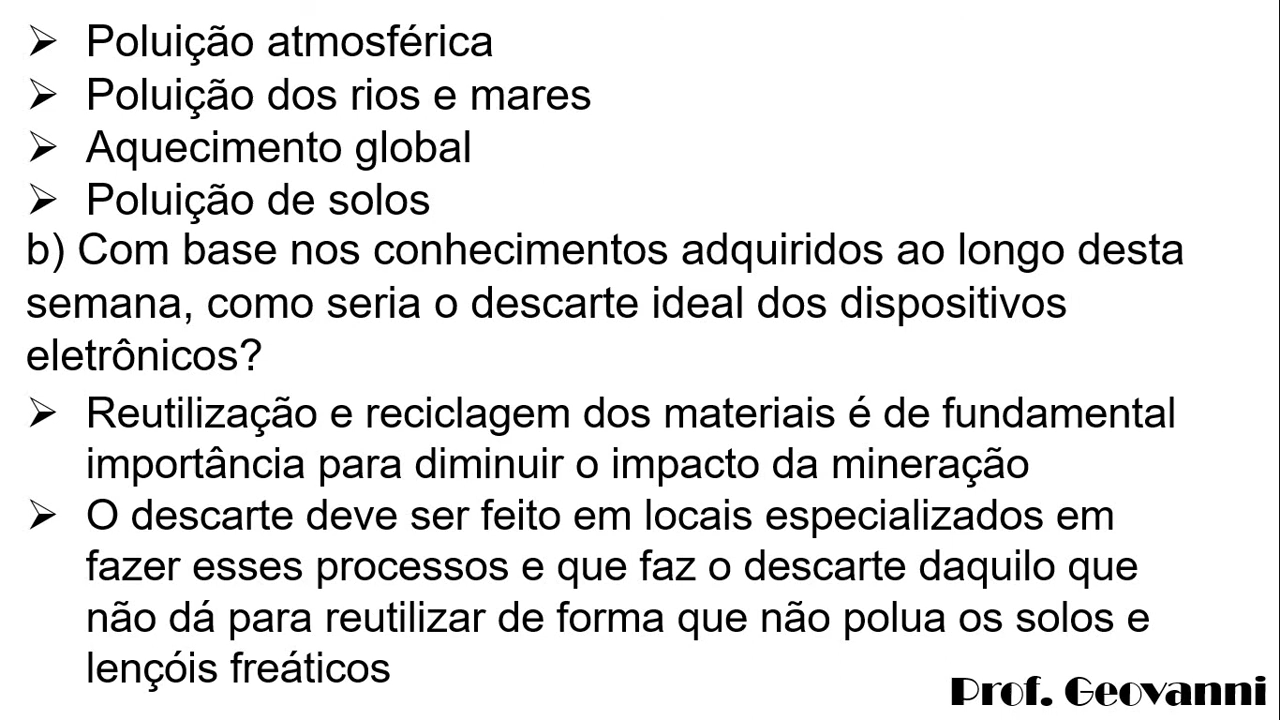 ➢ Poluição atmosférica
➢ Poluição dos rios e mares
➢ Aquecimento global
➢ Poluição de solos
b) Com base nos conhecimentos adquiridos ao longo desta
semana, como seria o descarte ideal dos dispositivos
eletrônicos?
➢ Reutilização e reciclagem dos materiais é de fundamental
importância para diminuir o impacto da mineração
➢ O descarte deve ser feito em locais especializados em
fazer esses processos e que faz o descarte daquilo que
não dá para reutilizar de forma que não polua os solos e
lençóis freáticos
Prof. Geovanni